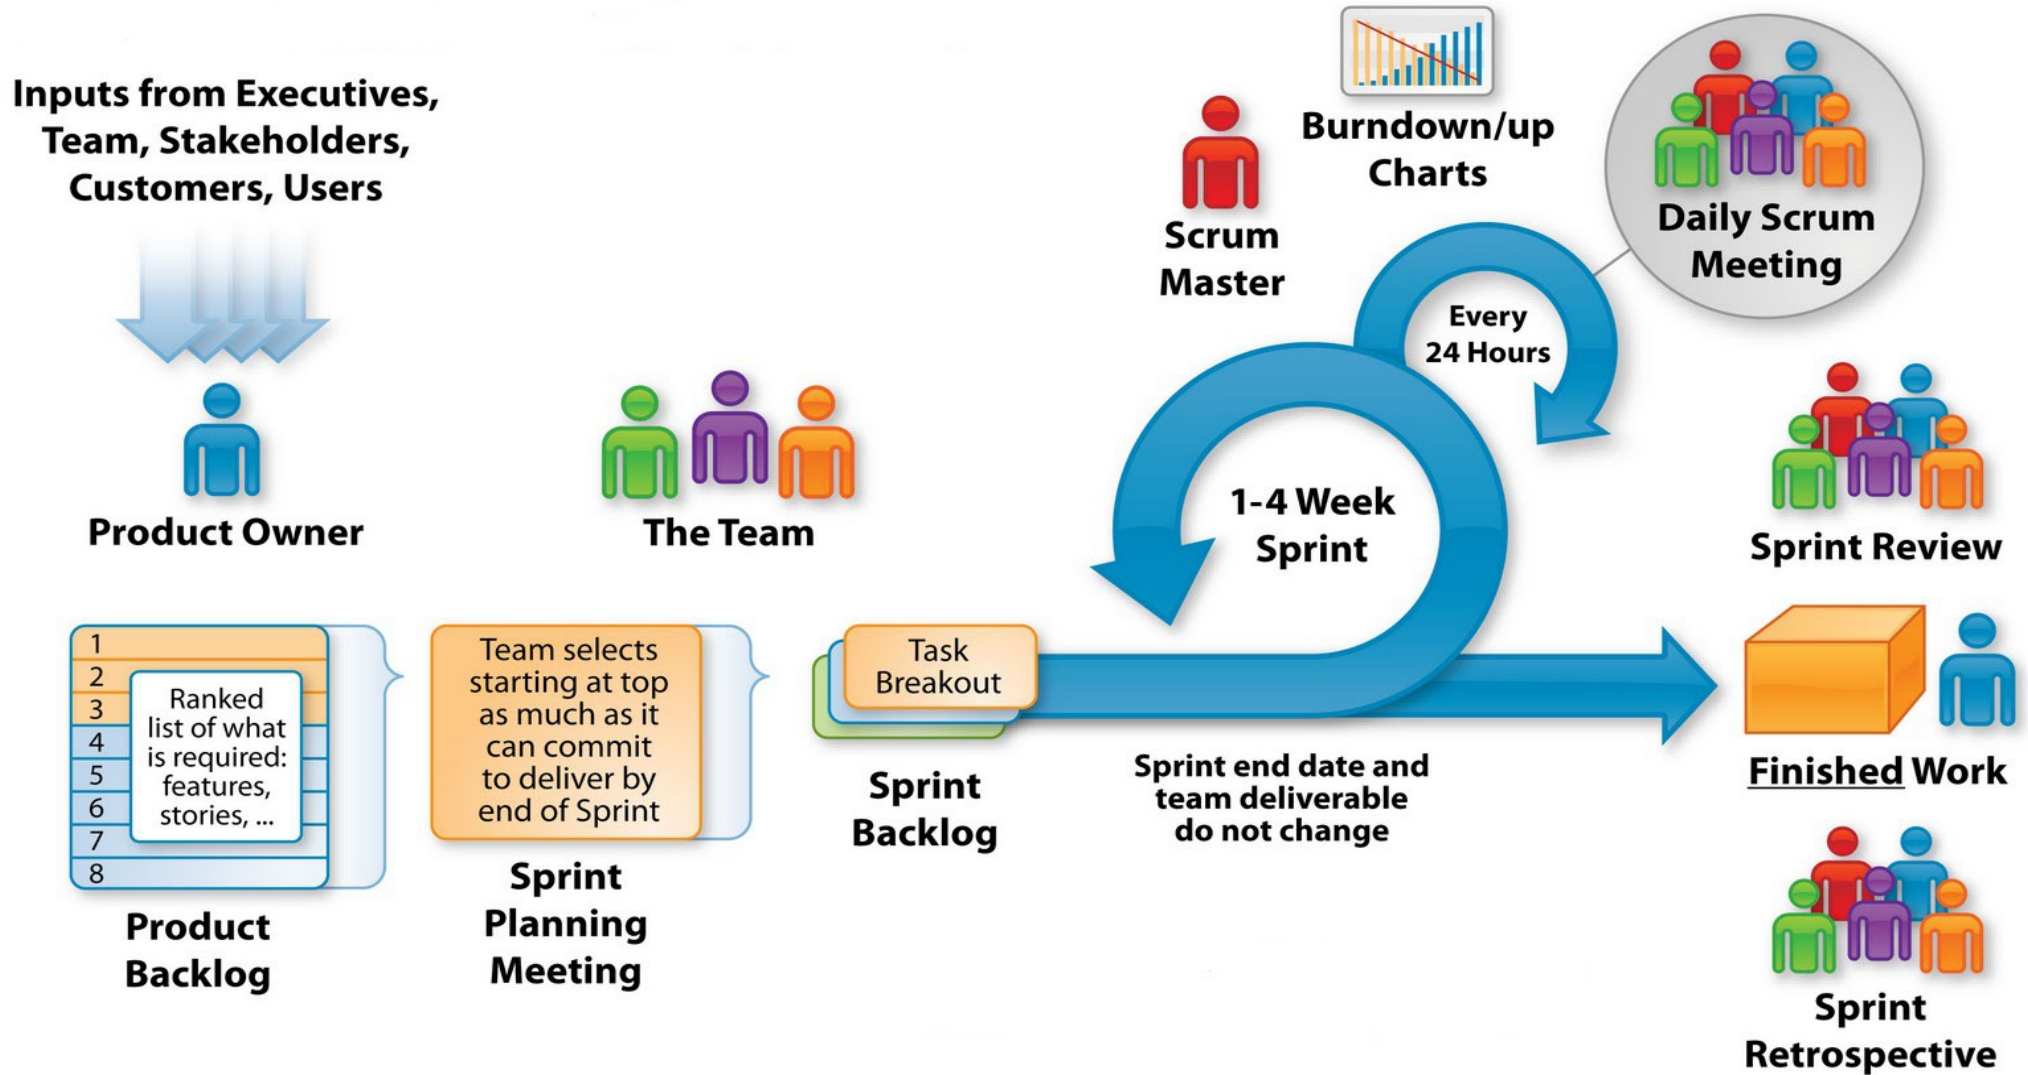 Inputs from Executives,
Team, Stakeholders,
Customers, Users
Product Owner
The Team
Scrum
Master
Burndown/up
Charts
Daily Scrum
Meeting
Every
24 Hours
1-4 Week
Sprint
Sprint Review
1
2
3
4
5
6
7
8
Ranked
list of what
is required:
features,
stories, ...
Product
Backlog
Team selects
starting at top
as much as it
can commit
to deliver by
end of Sprint
Sprint
Planning
Meeting
Task
Breakout
Sprint
Backlog
Sprint end date and
team deliverable
do not change
Finished Work
Sprint
Retrospective